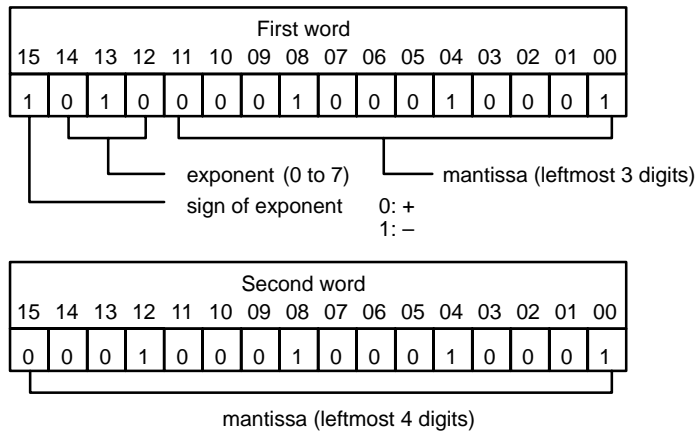 First word
15 14 13 12 11 10 09 08 07 06 05 04 03 02 01 00
1 0 1 0 0 0 0 1 0 0 0 1 0 0 0 1
exponent (0 to 7)
mantissa (leftmost 3 digits)
sign of exponent 0: +
1: –
Second word
15 14 13 12 11 10 09 08 07 06 05 04 03 02 01 00
0 0 0 1 0 0 0 1 0 0 0 1 0 0 0 1
mantissa (leftmost 4 digits)